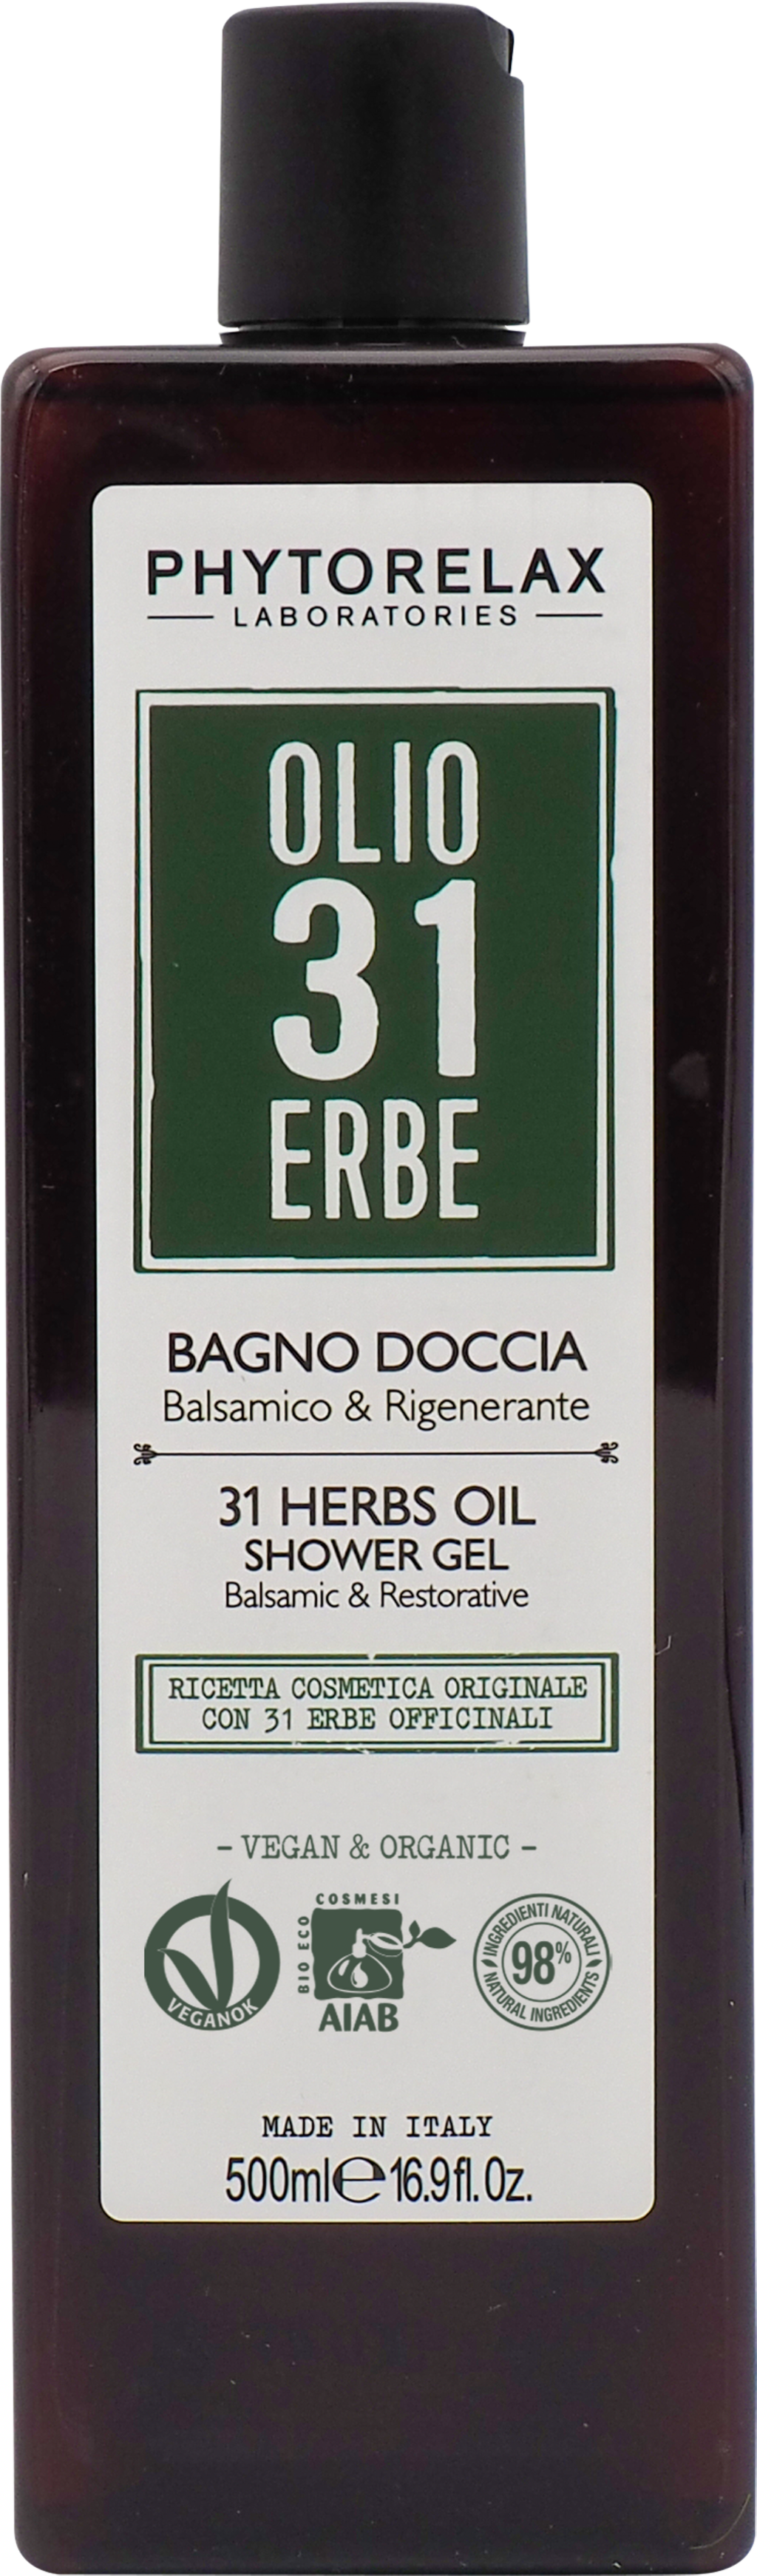 PHYTORELAX
LABORATORIES
OLIO
31
ERBE
BAGNO DOCCIA
Balsamico & Rigenerante
31 HERBS OIL
SHOWER GEL
Balsamic & Restorative
RICETTA COSMETICA ORIGINALE
CON 31 ERBE OFFICINALI
- VEGAN & ORGANIC -
VEGANOK
COSMESI
BIO ECO
AIAB
INGREDIENTI NATURALI
98%
NATURAL INGREDIENTS
MADE IN ITALY
500ml℮16.9fl.Oz.